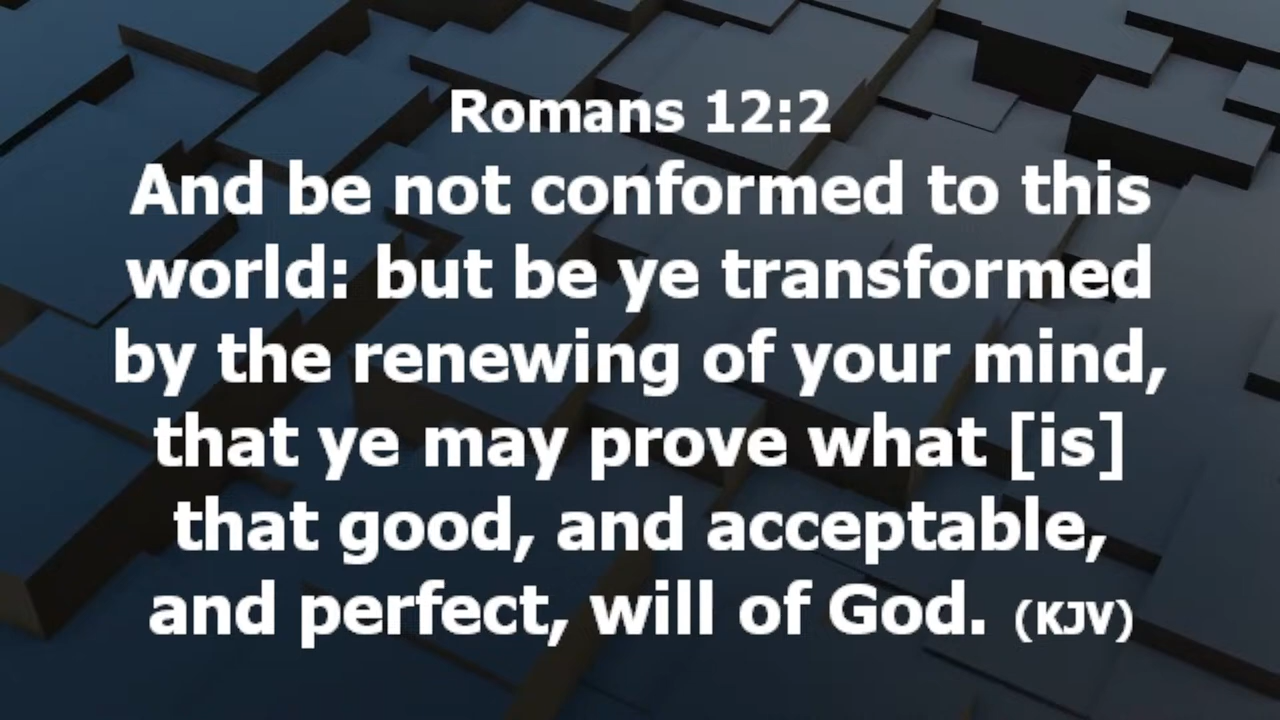 Romans 12:2
And be not conformed to this
world: but be ye transformed
by the renewing of your mind,
that ye may prove what [is]
that good, and acceptable,
and perfect, will of God. (KJV)